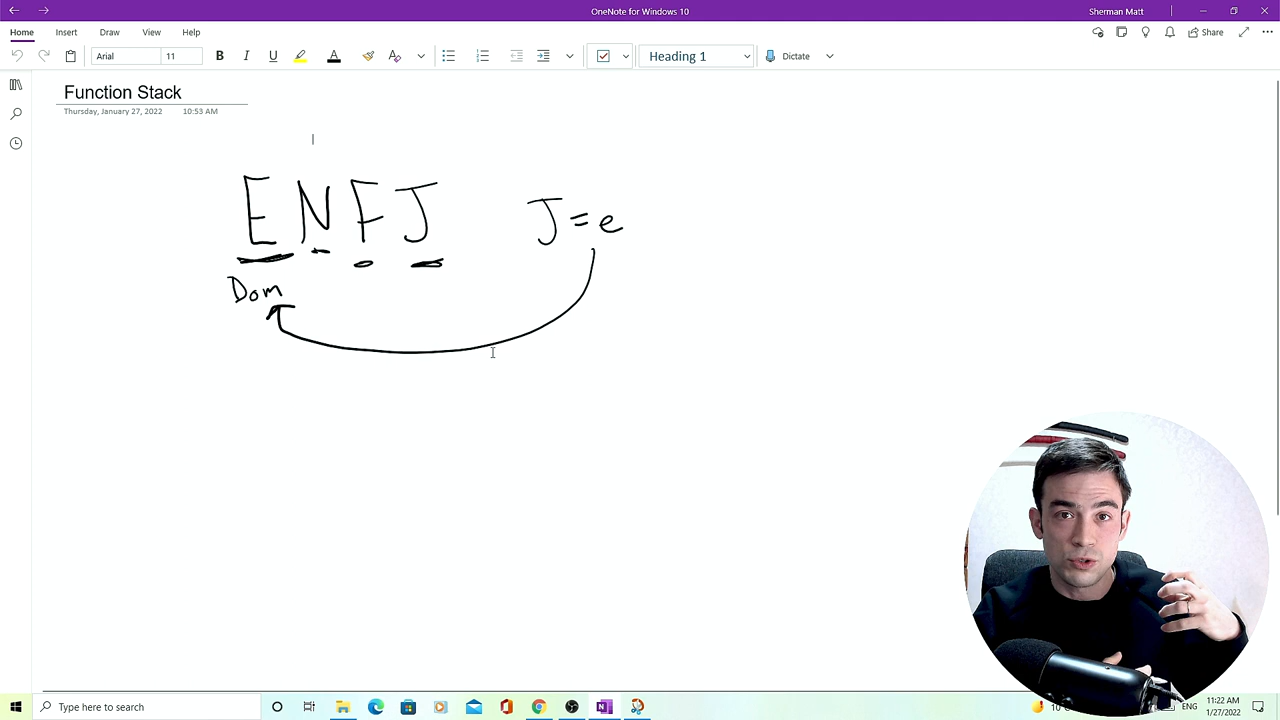 OneNote for Windows 10
Sherman Matt
Home Insert Draw View Help
Share
Arial 11 B I U A Heading 1 Dictate
Function Stack
Thursday, January 27, 2022 10:53 AM
ENFJ J=e
Dom
Type here to search
ENG
11:22 AM
1/27/2022